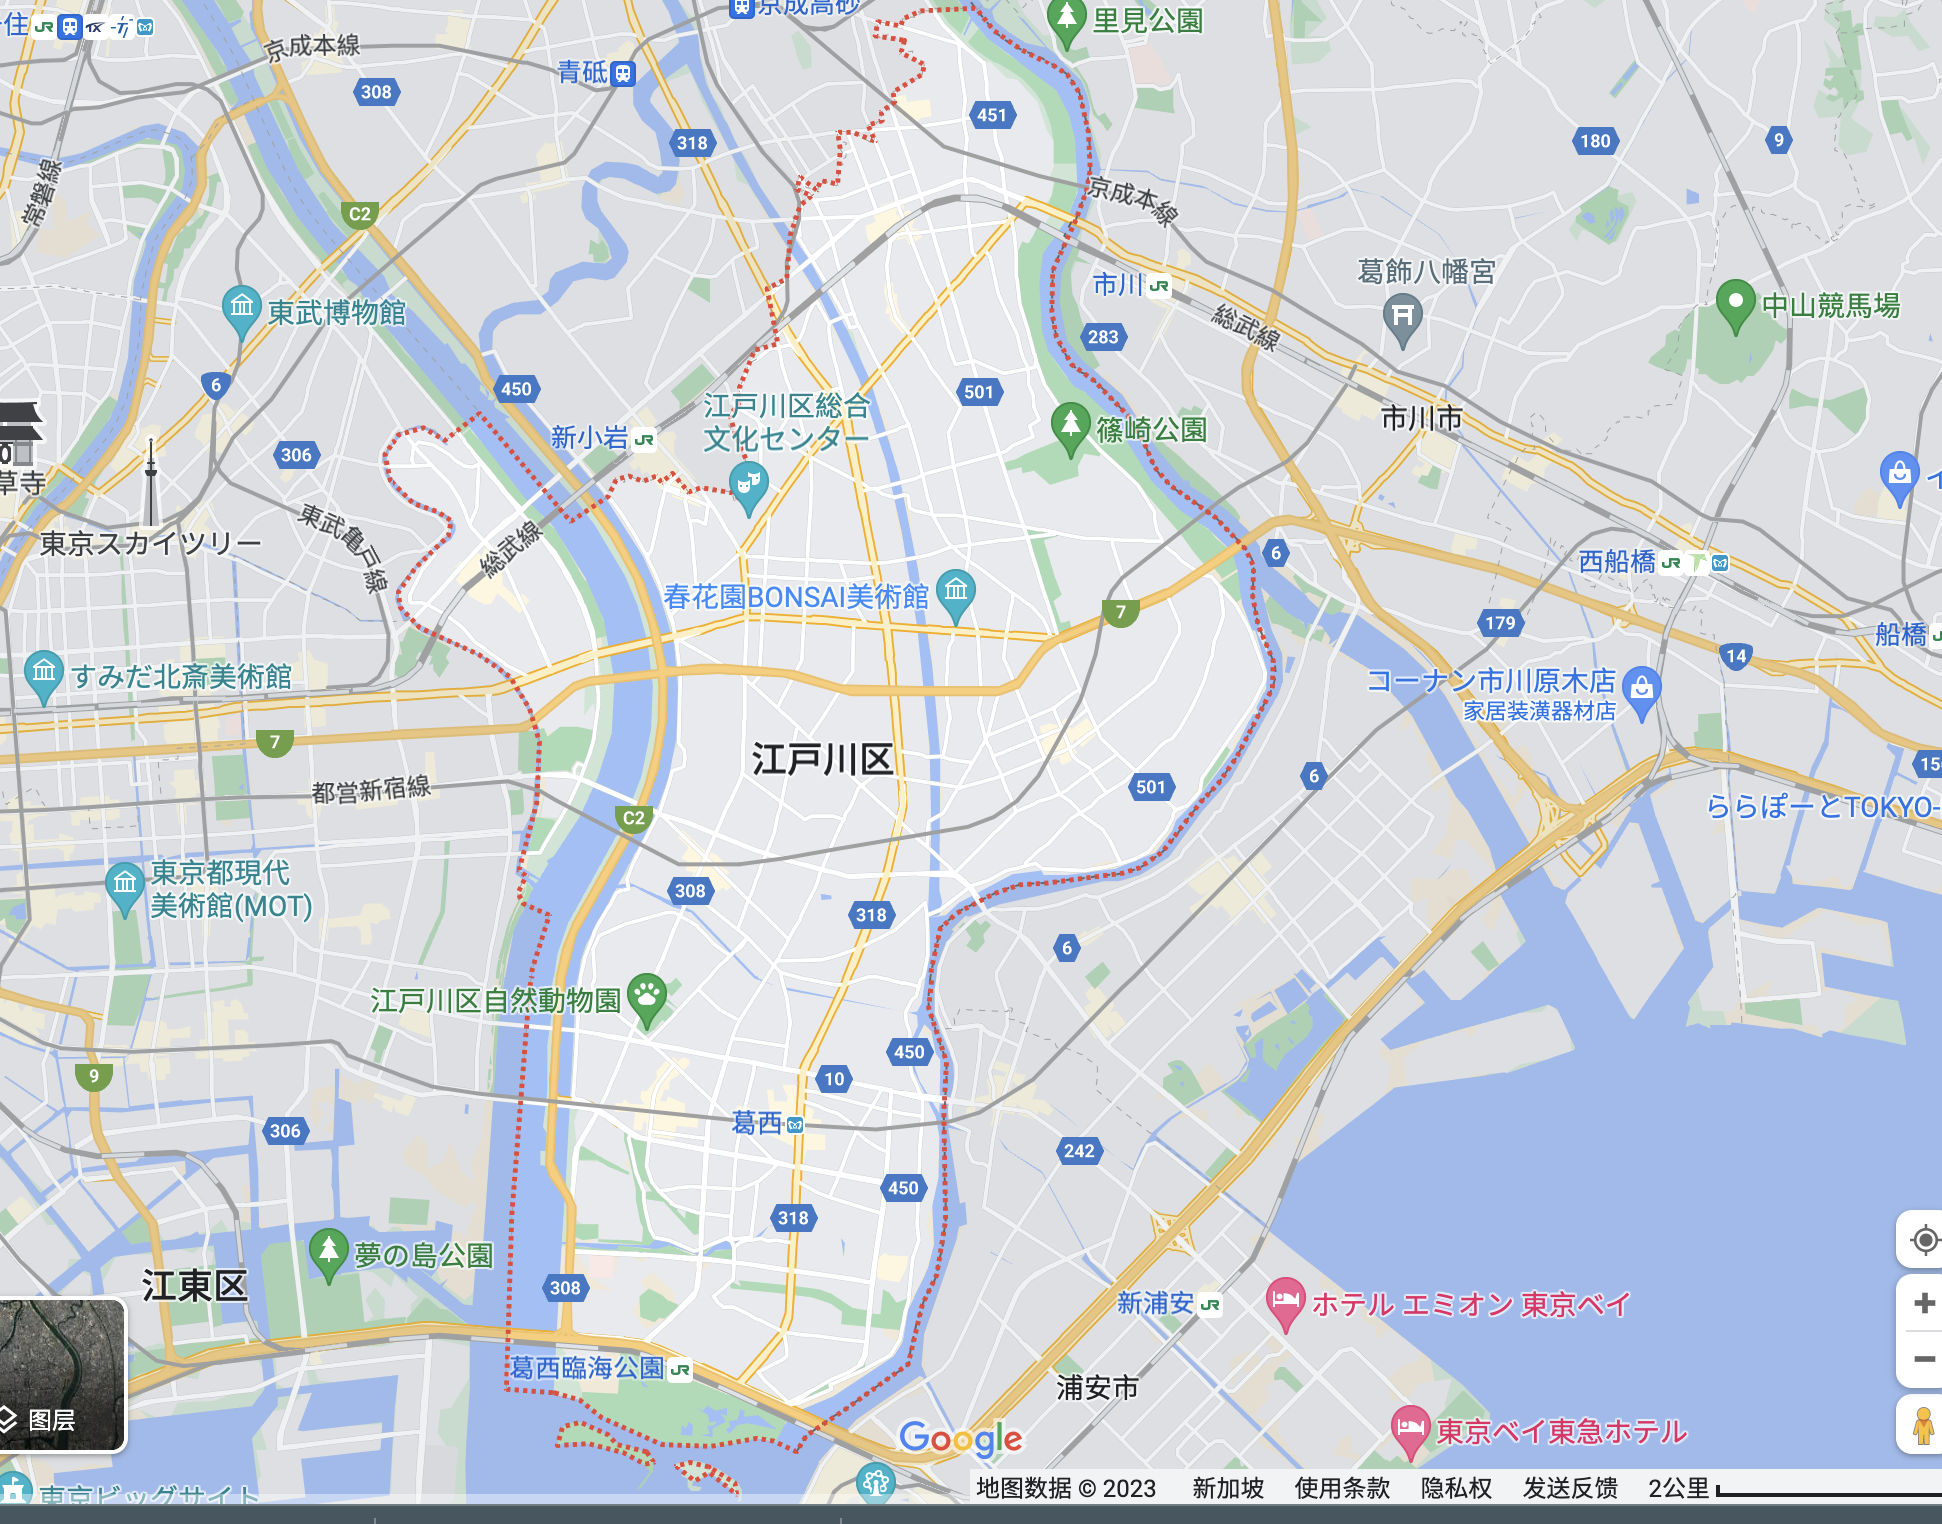 住
京成高砂
里見公園
京成本線
308
青砥
451
318
180
9
常磐線
C2
京成本線
東武博物館
市川
総武線
葛飾八幡宮
中山競馬場
283
6
450
501
江戸川区総合
文化センター
新小岩
篠崎公園
市川市
306
草寺
東武亀戸線
東京スカイツリー
総武線
6
西船橋
春花園BONSAI美術館
7
179
船橋
14
すみだ北斎美術館
コーナン市川原木店
家居装潢器材店
7
江戸川区
都営新宿線
501
6
ららぽーとTOKYO-
C2
東京都現代
美術館(MOT)
308
318
6
江戸川区自然動物園
450
9
10
306
葛西
242
450
318
夢の島公園
江東区
308
新浦安
ホテル エミオン 東京ベイ
葛西臨海公園
浦安市
图层
Google
東京ベイ東急ホテル
東京ビッグサイト
地图数据 © 2023 新加坡 使用条款 隐私权 发送反馈 2公里